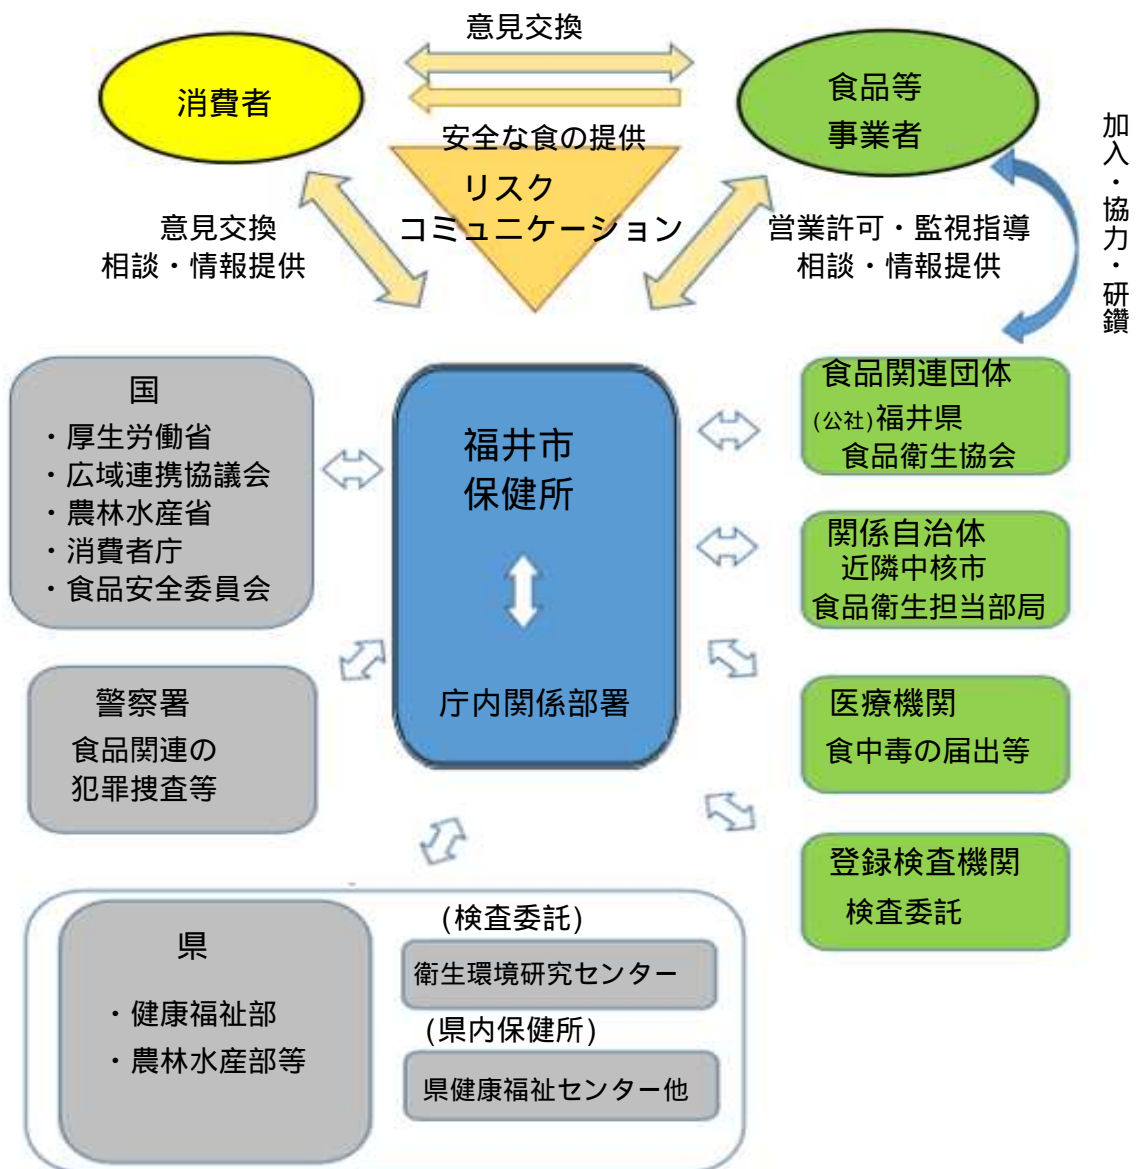 意見交換
消費者
食品等
事業者
安全な食の提供
リスク
コミュニケーション
加入・協力・研鑽
意見交換
相談・情報提供
営業許可・監視指導
相談・情報提供
国
・厚生労働省
・広域連携協議会
・農林水産省
・消費者庁
・食品安全委員会
福井市
保健所
庁内関係部署
食品関連団体
(公社)福井県
食品衛生協会
関係自治体
近隣中核市
食品衛生担当部局
警察署
食品関連の
犯罪捜査等
医療機関
食中毒の届出等
登録検査機関
検査委託
県
・健康福祉部
・農林水産部等
(検査委託)
衛生環境研究センター
(県内保健所)
県健康福祉センター他